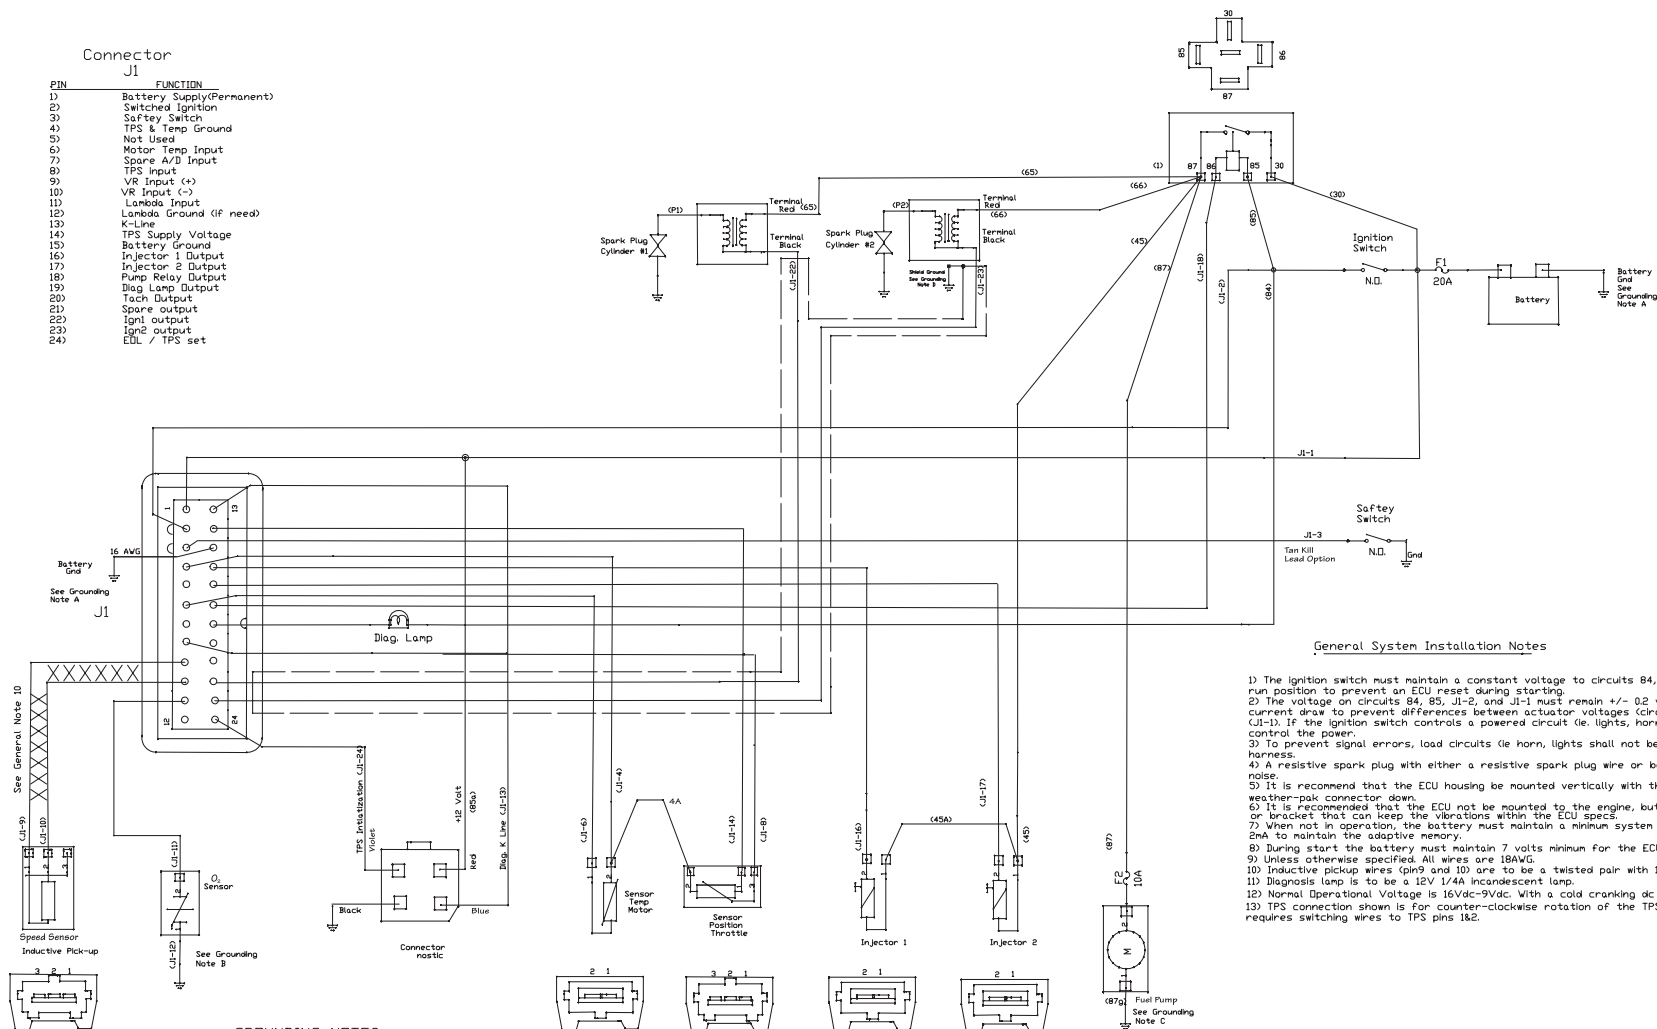 Connector
J1
PIN FUNCTION
1) Battery Supply(Permanent)
2) Switched Ignition
3) Saftey Switch
4) TPS & Temp Ground
5) Not Used
6) Motor Temp Input
7) Spare A/D Input
8) TPS Input
9) VR Input (+)
10) VR Input (-)
11) Lambda Input
12) Lambda Ground (if need)
13) K-Line
14) TPS Supply Voltage
15) Battery Ground
16) Injector 1 Output
17) Injector 2 Output
18) Pump Relay Output
19) Diag Lamp Output
20) Tach Output
21) Spare output
22) Ign1 output
23) Ign2 output
24) EOL / TPS set
30
85
86
87
(1)
87 86 85 30
(65)
(66)
(30)
(P1)
Terminal
Red (65)
Terminal
Black
Spark Plug
Cylinder #1
(J1-22)
(P2)
Terminal
Red
(66)
Terminal
Black
Spark Plug
Cylinder #2
Shield Ground
See Grounding
Note D
(J1-23)
(45)
(87)
(J1-18)
(J1-2)
(85)
(84)
Ignition
Switch
N.O.
F1
20A
Battery
Battery
Gnd
See
Grounding
Note A
J1-1
Saftey
Switch
J1-3
Tan Kill
Lead Option
N.O.
Gnd
1
13
12
24
16 AWG
Battery
Gnd
See Grounding
Note A
J1
Diag. Lamp
See General Note 10
(J1-9)
(J1-10)
1 2 3
Speed Sensor
Inductive Pick-up
3 2 1
(J1-11)
O2
Sensor
12
(J1-12)
See Grounding
Note B
TPS Intiatization (J1-24)
Violet
+12 Volt
(85a)
Red
Diag. K Line (J1-13)
Black
Blue
Connector
nostic
(J1-6)
(J1-4)
4A
1 2
Sensor
Temp
Motor
2 1
(J1-14)
(J1-8)
2 1 3
Sensor
Position
Throttle
3 2 1
(J1-16)
(45A)
1 2
Injector 1
2 1
(J1-17)
(45)
2 1
Injector 2
2 1
(87)
F2
10A
2
M
1
(87g)
Fuel Pump
See Grounding
Note C
General System Installation Notes
1) The ignition switch must maintain a constant voltage to circuits 84,
run position to prevent an ECU reset during starting.
2) The voltage on circuits 84, 85, J1-2, and J1-1 must remain +/- 0.2
current draw to prevent differences between actuator voltages
(J1-1). If the ignition switch controls a powered circuit (ie. lights,
control the power.
3) To prevent signal errors, load circuits (ie horn, lights shall not be
harness.
4) A resistive spark plug with either a resistive spark plug wire or
noise.
5) It is recommend that the ECU housing be mounted vertically with
weather-pak connector down.
6) It is recommended that the ECU not be mounted to the engine, but
or bracket that can keep the vibrations within the ECU specs.
7) When not in operation, the battery must maintain a minimum system
2mA to maintain the adaptive memory.
8) During start the battery must maintain 7 volts minimum for the
9) Unless otherwise specified. All wires are 18AWG.
10) Inductive pickup wires (pin9 and 10) are to be a twisted pair with
11) Diagnosis lamp is to be a 12V 1/4A incandescent lamp.
12) Normal Operational Voltage is 16Vdc-9Vdc. With a cold cranking dc
13) TPS connection shown is for counter-clockwise rotation of the
requires switching wires to TPS pins 1&2.